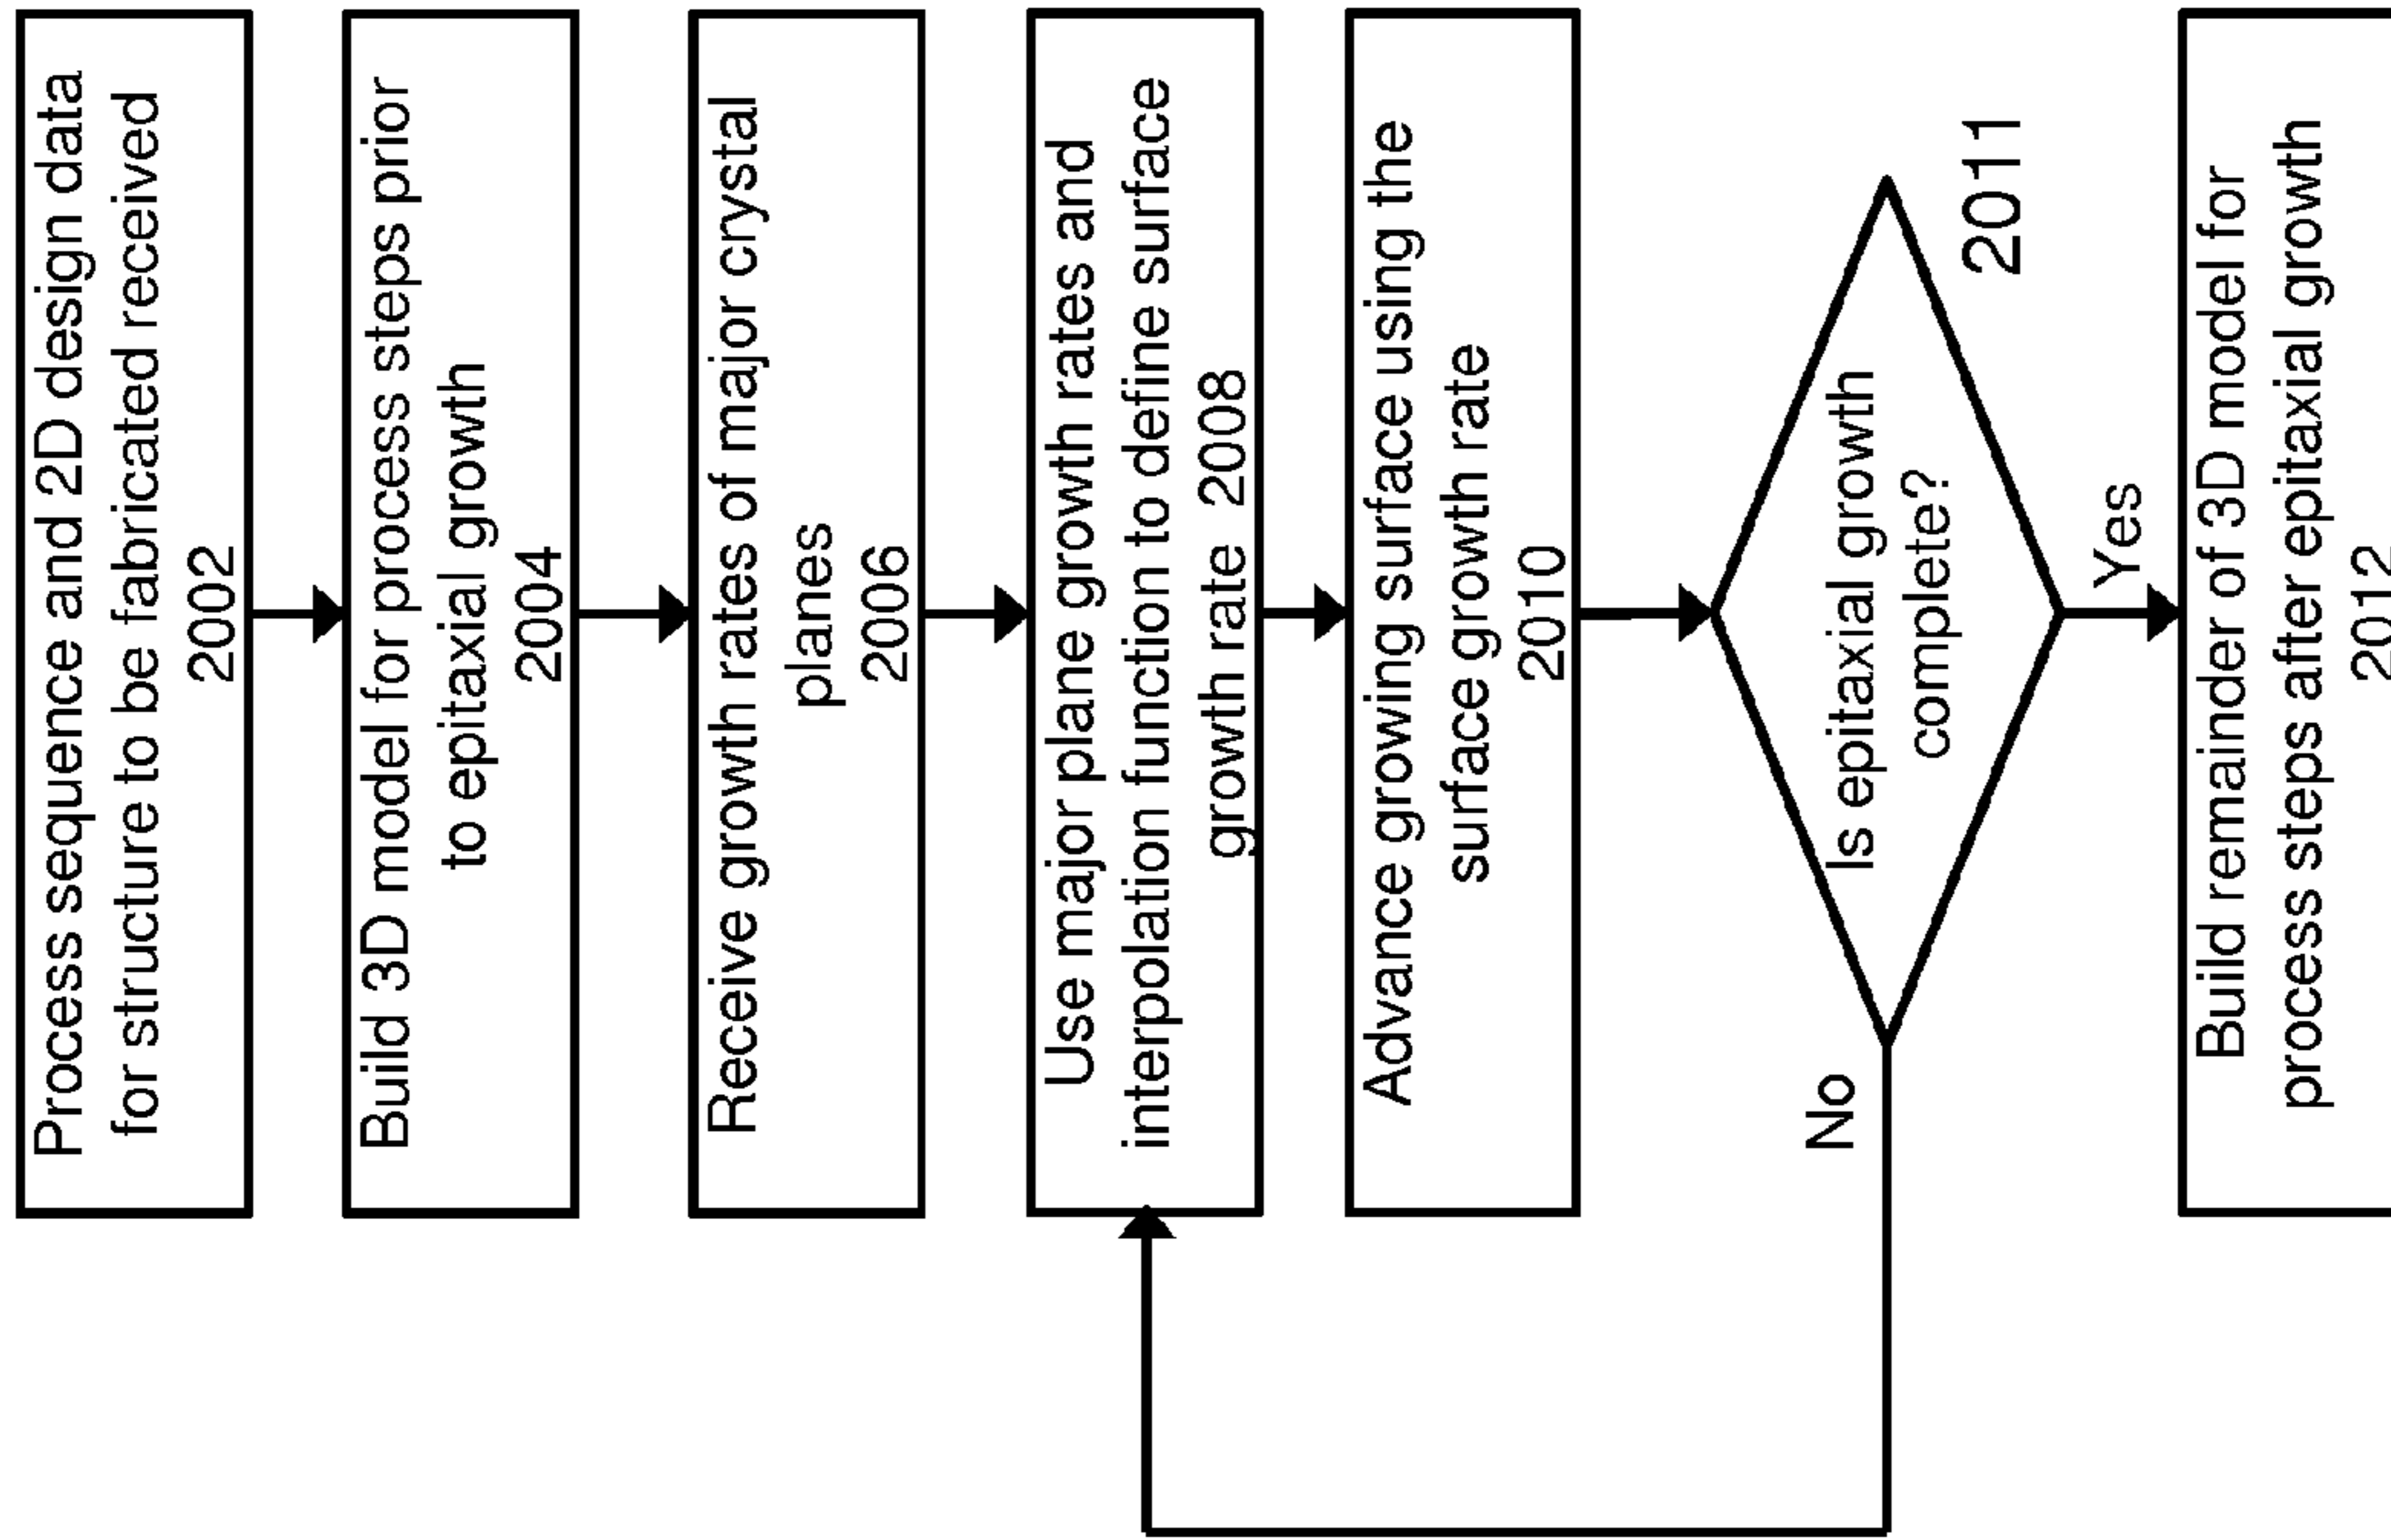 Process sequence and 2D design data
for structure to be fabricated received
2002
Build 3D model for process steps prior
to epitaxial growth
2004
Receive growth rates of major crystal
planes
2006
Use major plane growth rates and
interpolation function to define surface
growth rate 2008
Advance growing surface using the
surface growth rate
2010
Is epitaxial growth
complete?
2011
No
Yes
Build remainder of 3D model for
process steps after epitaxial growth
2012